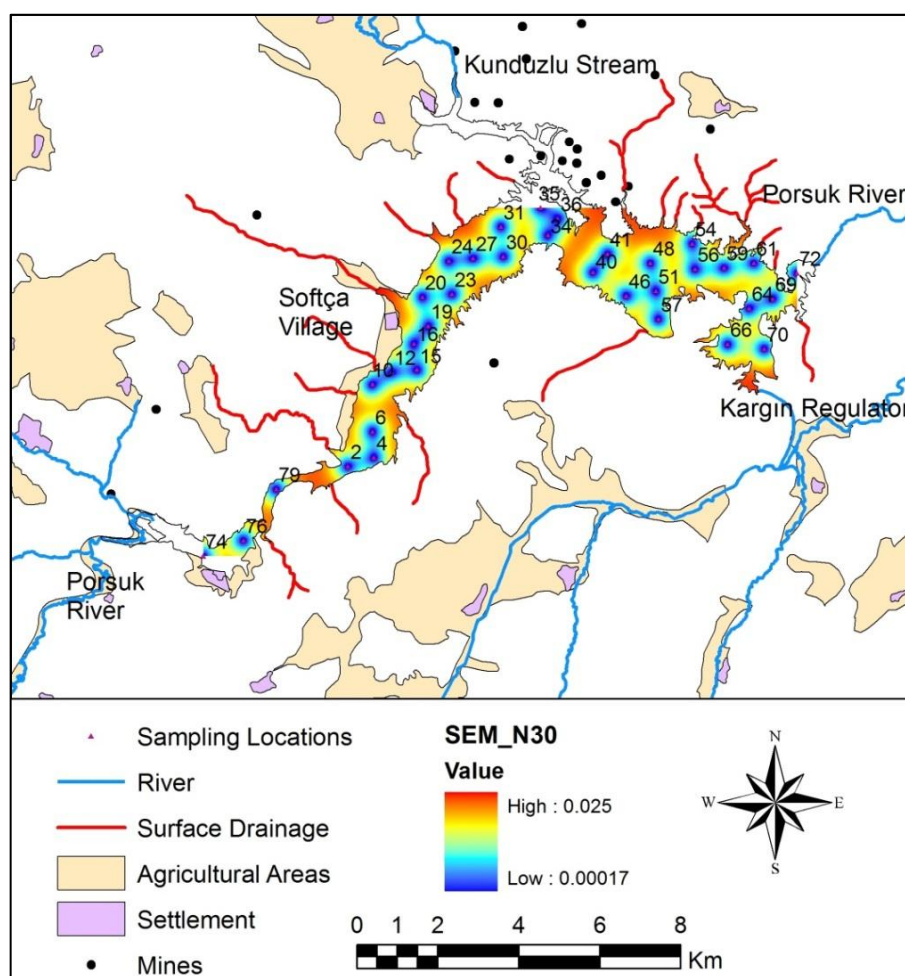 Kunduzlu Stream
Porsuk River
35
36
31
34
54
41
61
24
27
30
48
56
59
72
40
20
23
46
51
69
64
57
Softça
Village
19
16
66
70
12
15
10
Kargın Regulator
6
2
4
79
76
74
Porsuk
River
Sampling Locations
River
Surface Drainage
Agricultural Areas
Settlement
Mines
SEM_N30
Value
High : 0.025
Low : 0.00017
N
W
E
S
0 1 2 4 6 8
Km